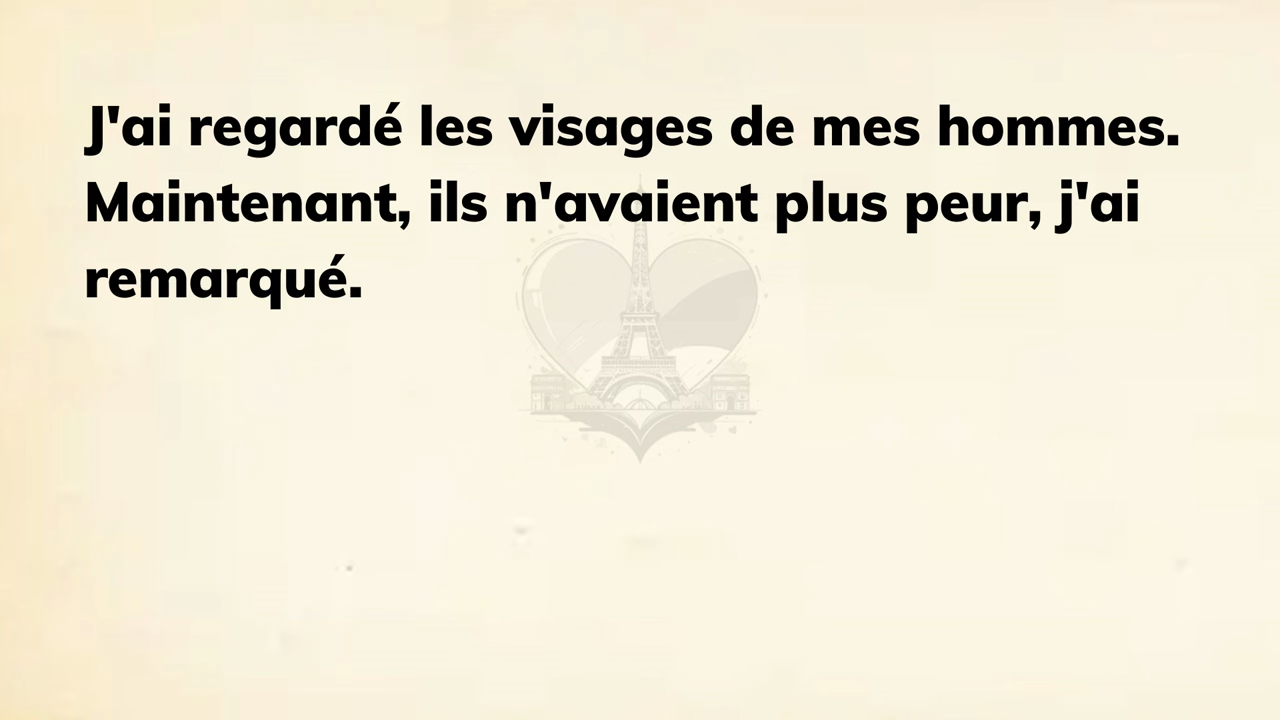 J'ai regardé les visages de mes hommes.
Maintenant, ils n'avaient plus peur, j'ai
remarqué.